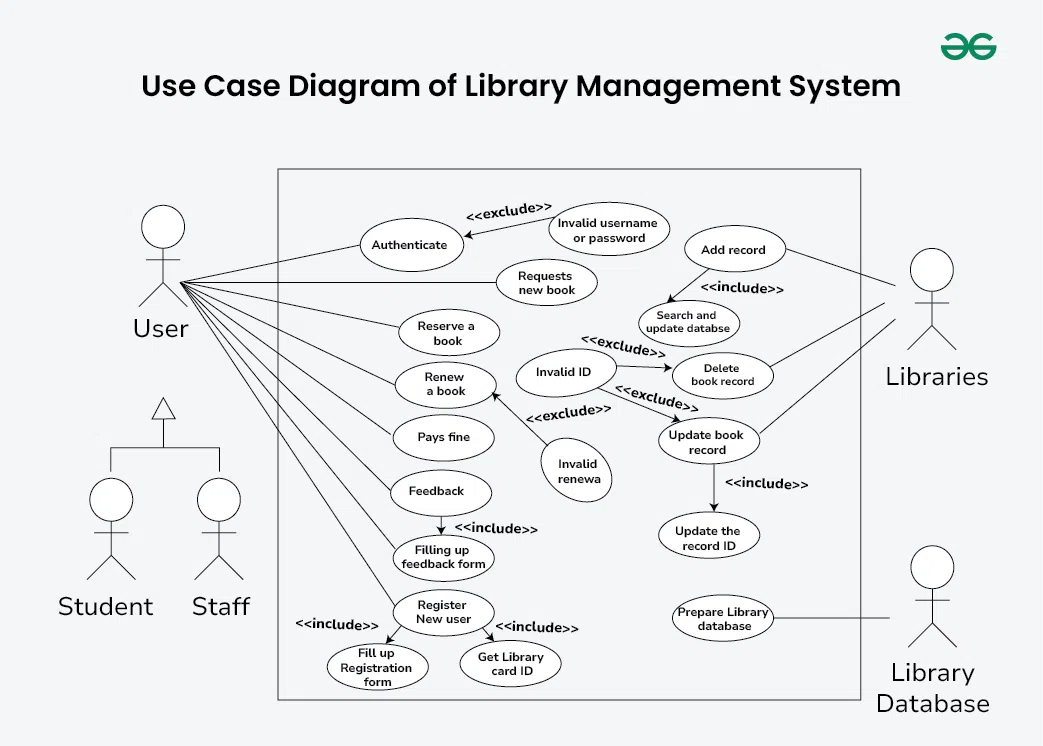 Use Case Diagram of Library Management System
<<exclude>>
Invalid username
or password
Authenticate
Add record
Requests
new book
<<include>>
User
Reserve a
book
Search and
update databse
<<exclude>>
Invalid ID
Delete
book record
Libraries
Renew
a book
<<exclude>>
<<exclude>>
Pays fine
Update book
record
Invalid
renewa
Feedback
<<include>>
<<include>>
Update the
record ID
Filling up
feedback form
Student
Staff
Register
New user
Prepare Library
database
<<include>>
<<include>>
Fill up
Registration
form
Get Library
card ID
Library
Database